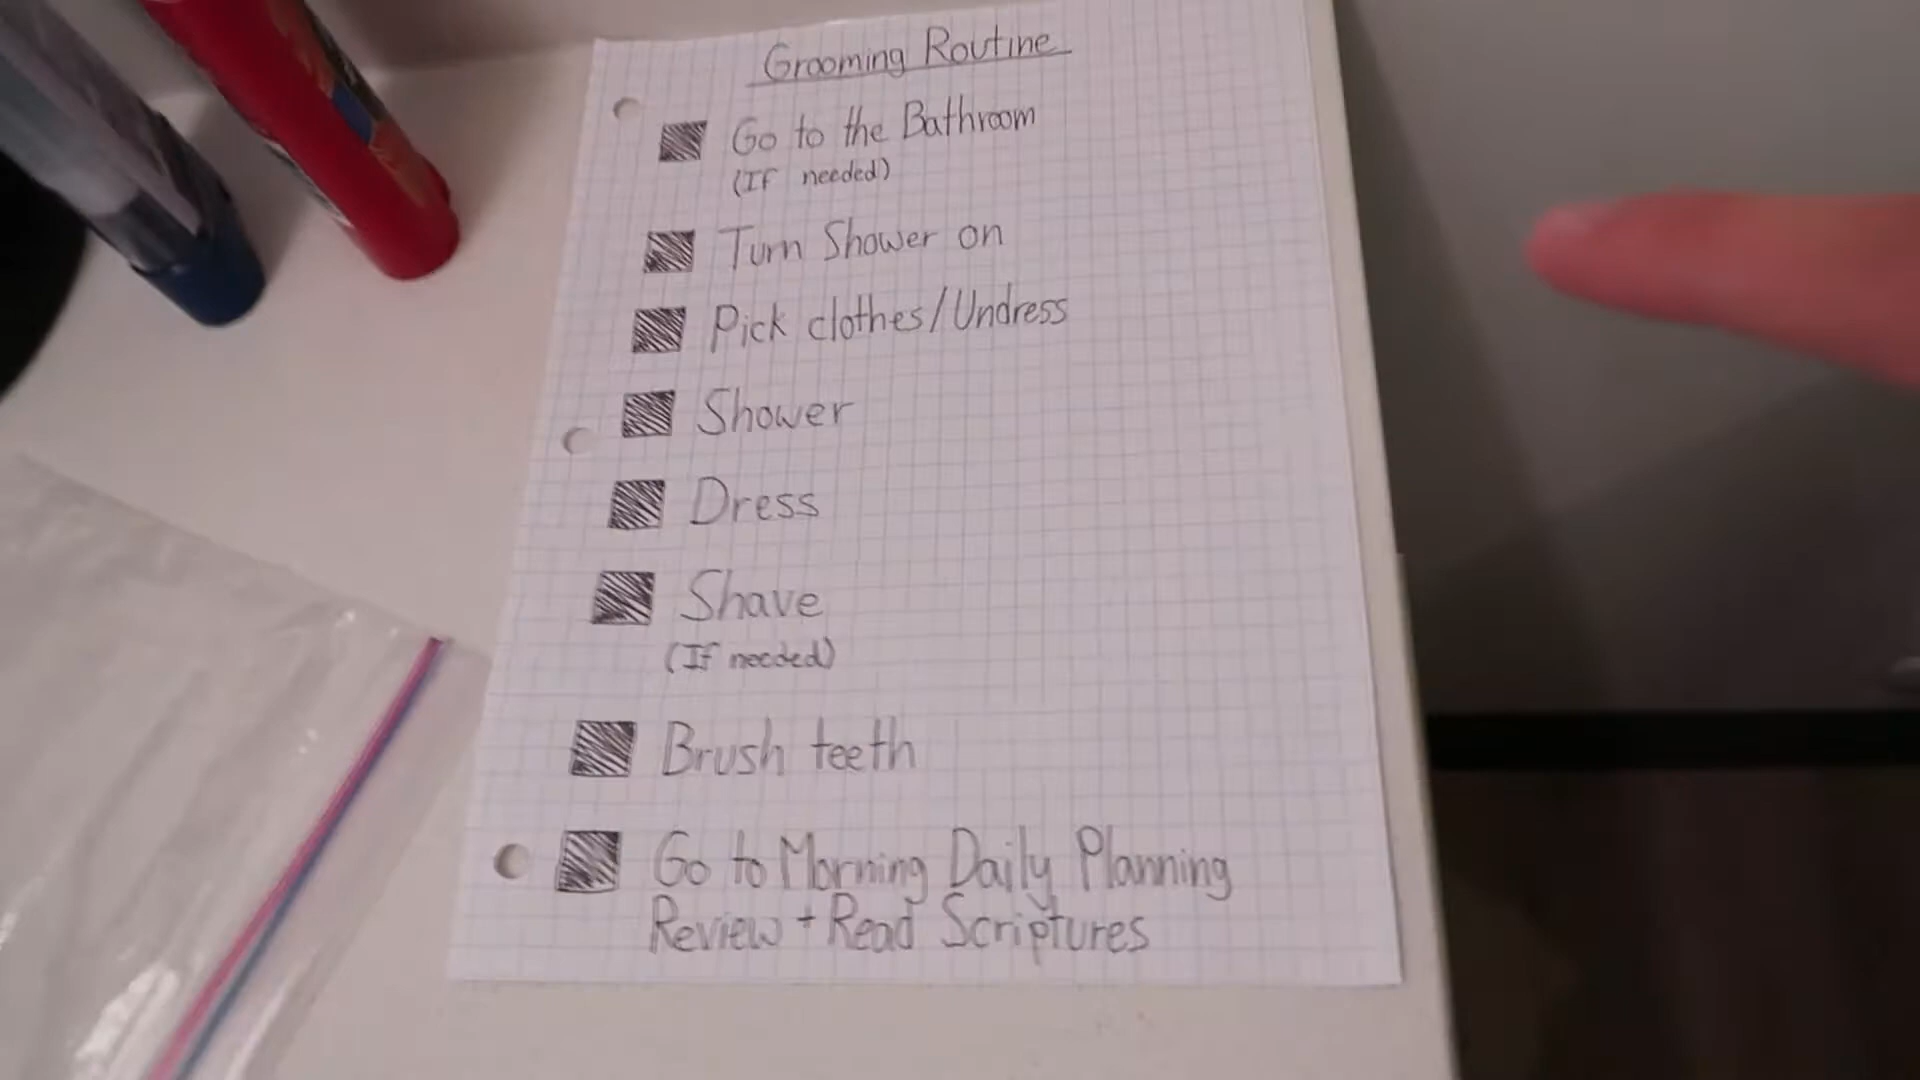 Grooming Routine
Go to the Bathroom
(If needed)
Turn Shower on
Pick clothes/Undress
Shower
Dress
Shave
(If needed)
Brush teeth
Go to Morning Daily Planning
Review + Read Scriptures